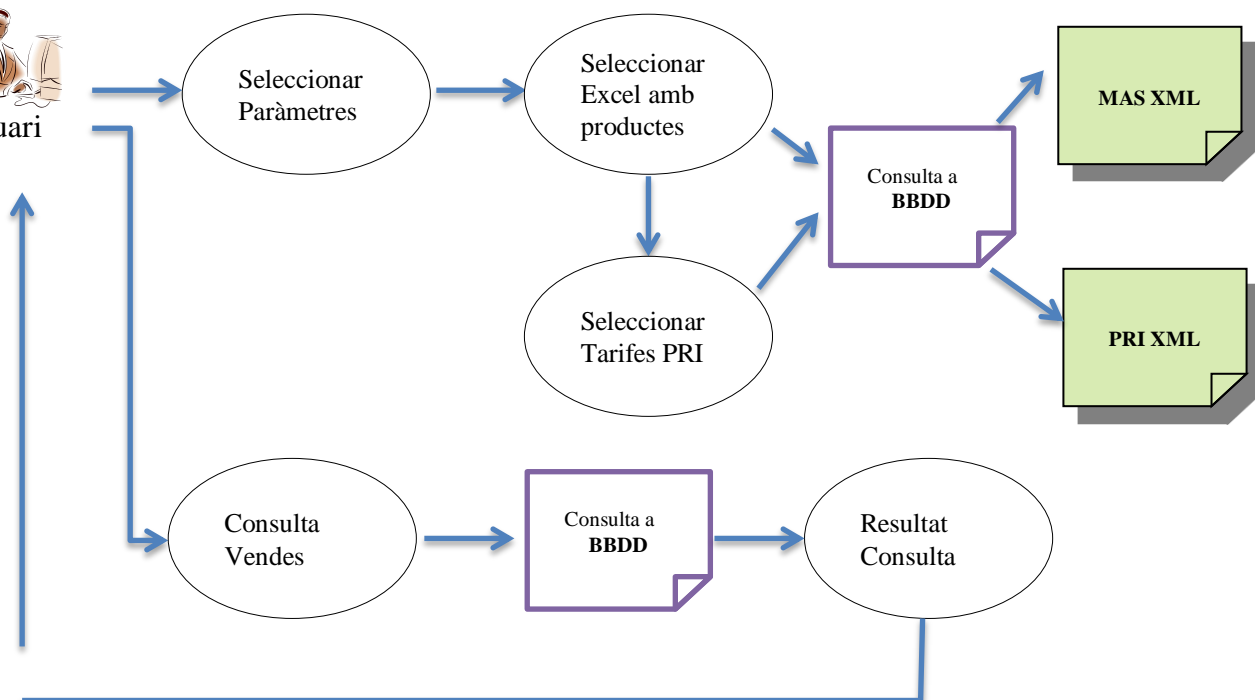 Seleccionar
Paràmetres
Seleccionar
Excel amb
productes
MAS XML
uari
Consulta a
BBDD
Seleccionar
Tarifes PRI
PRI XML
Consulta
Vendes
Consulta a
BBDD
Resultat
Consulta